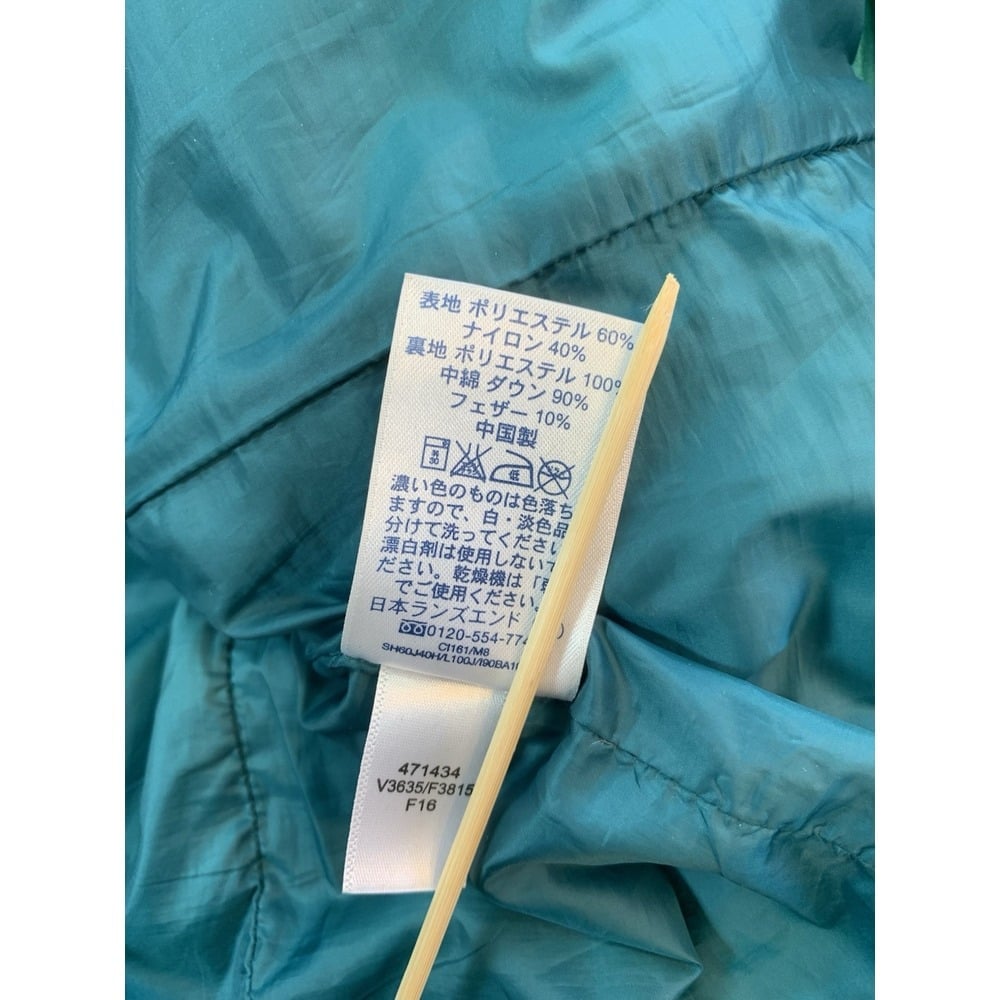 表地 ポリエステル 60%
ナイロン 40%
裏地 ポリエステル 100%
中綿 ダウン 90%
フェザー 10%
中国製
低
濃い色のものは色落ち
ますので、白・淡色品
分けて洗ってください
漂白剤は使用しないで
ださい。乾燥機は「
でご使用ください。
日本ランズエンド
0120-554-774
CI161/M8
SH60J40H/L100J/I90BA10
471434
V3635/F3815
F16